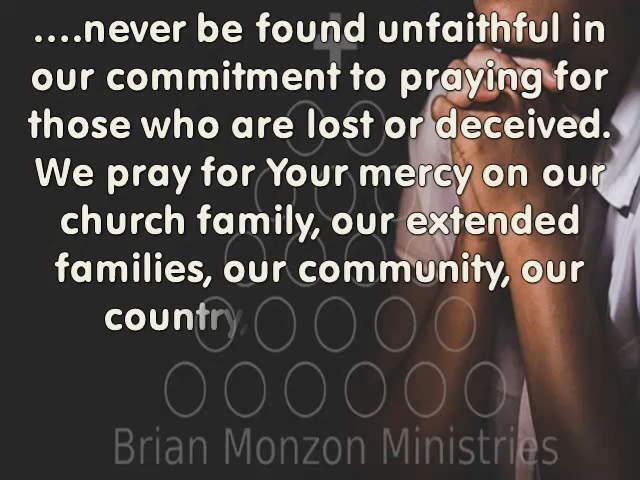 ....never be found unfaithful in
our commitment to praying for
those who are lost or deceived.
We pray for Your mercy on our
church family, our extended
families, our community, our
country,
Brian Monzon Ministries